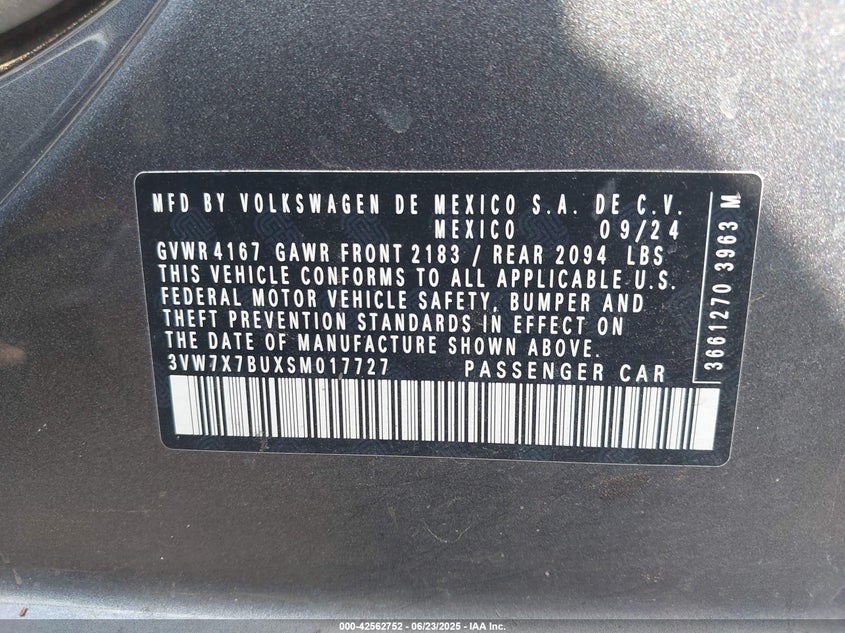 MFD BY VOLKSWAGEN DE MEXICO S.A. DE C.V.
MEXICO 09/24
GVWR 4167 GAWR FRONT 2183 / REAR 2094 LBS
THIS VEHICLE CONFORMS TO ALL APPLICABLE U.S.
FEDERAL MOTOR VEHICLE SAFETY, BUMPER AND
THEFT PREVENTION STANDARDS IN EFFECT ON
THE DATE OF MANUFACTURE SHOWN ABOVE.
3VW7X7BUXSM017727 PASSENGER CAR
3661270 3963 M
000-42562752 - 06/23/2025 - IAA Inc.